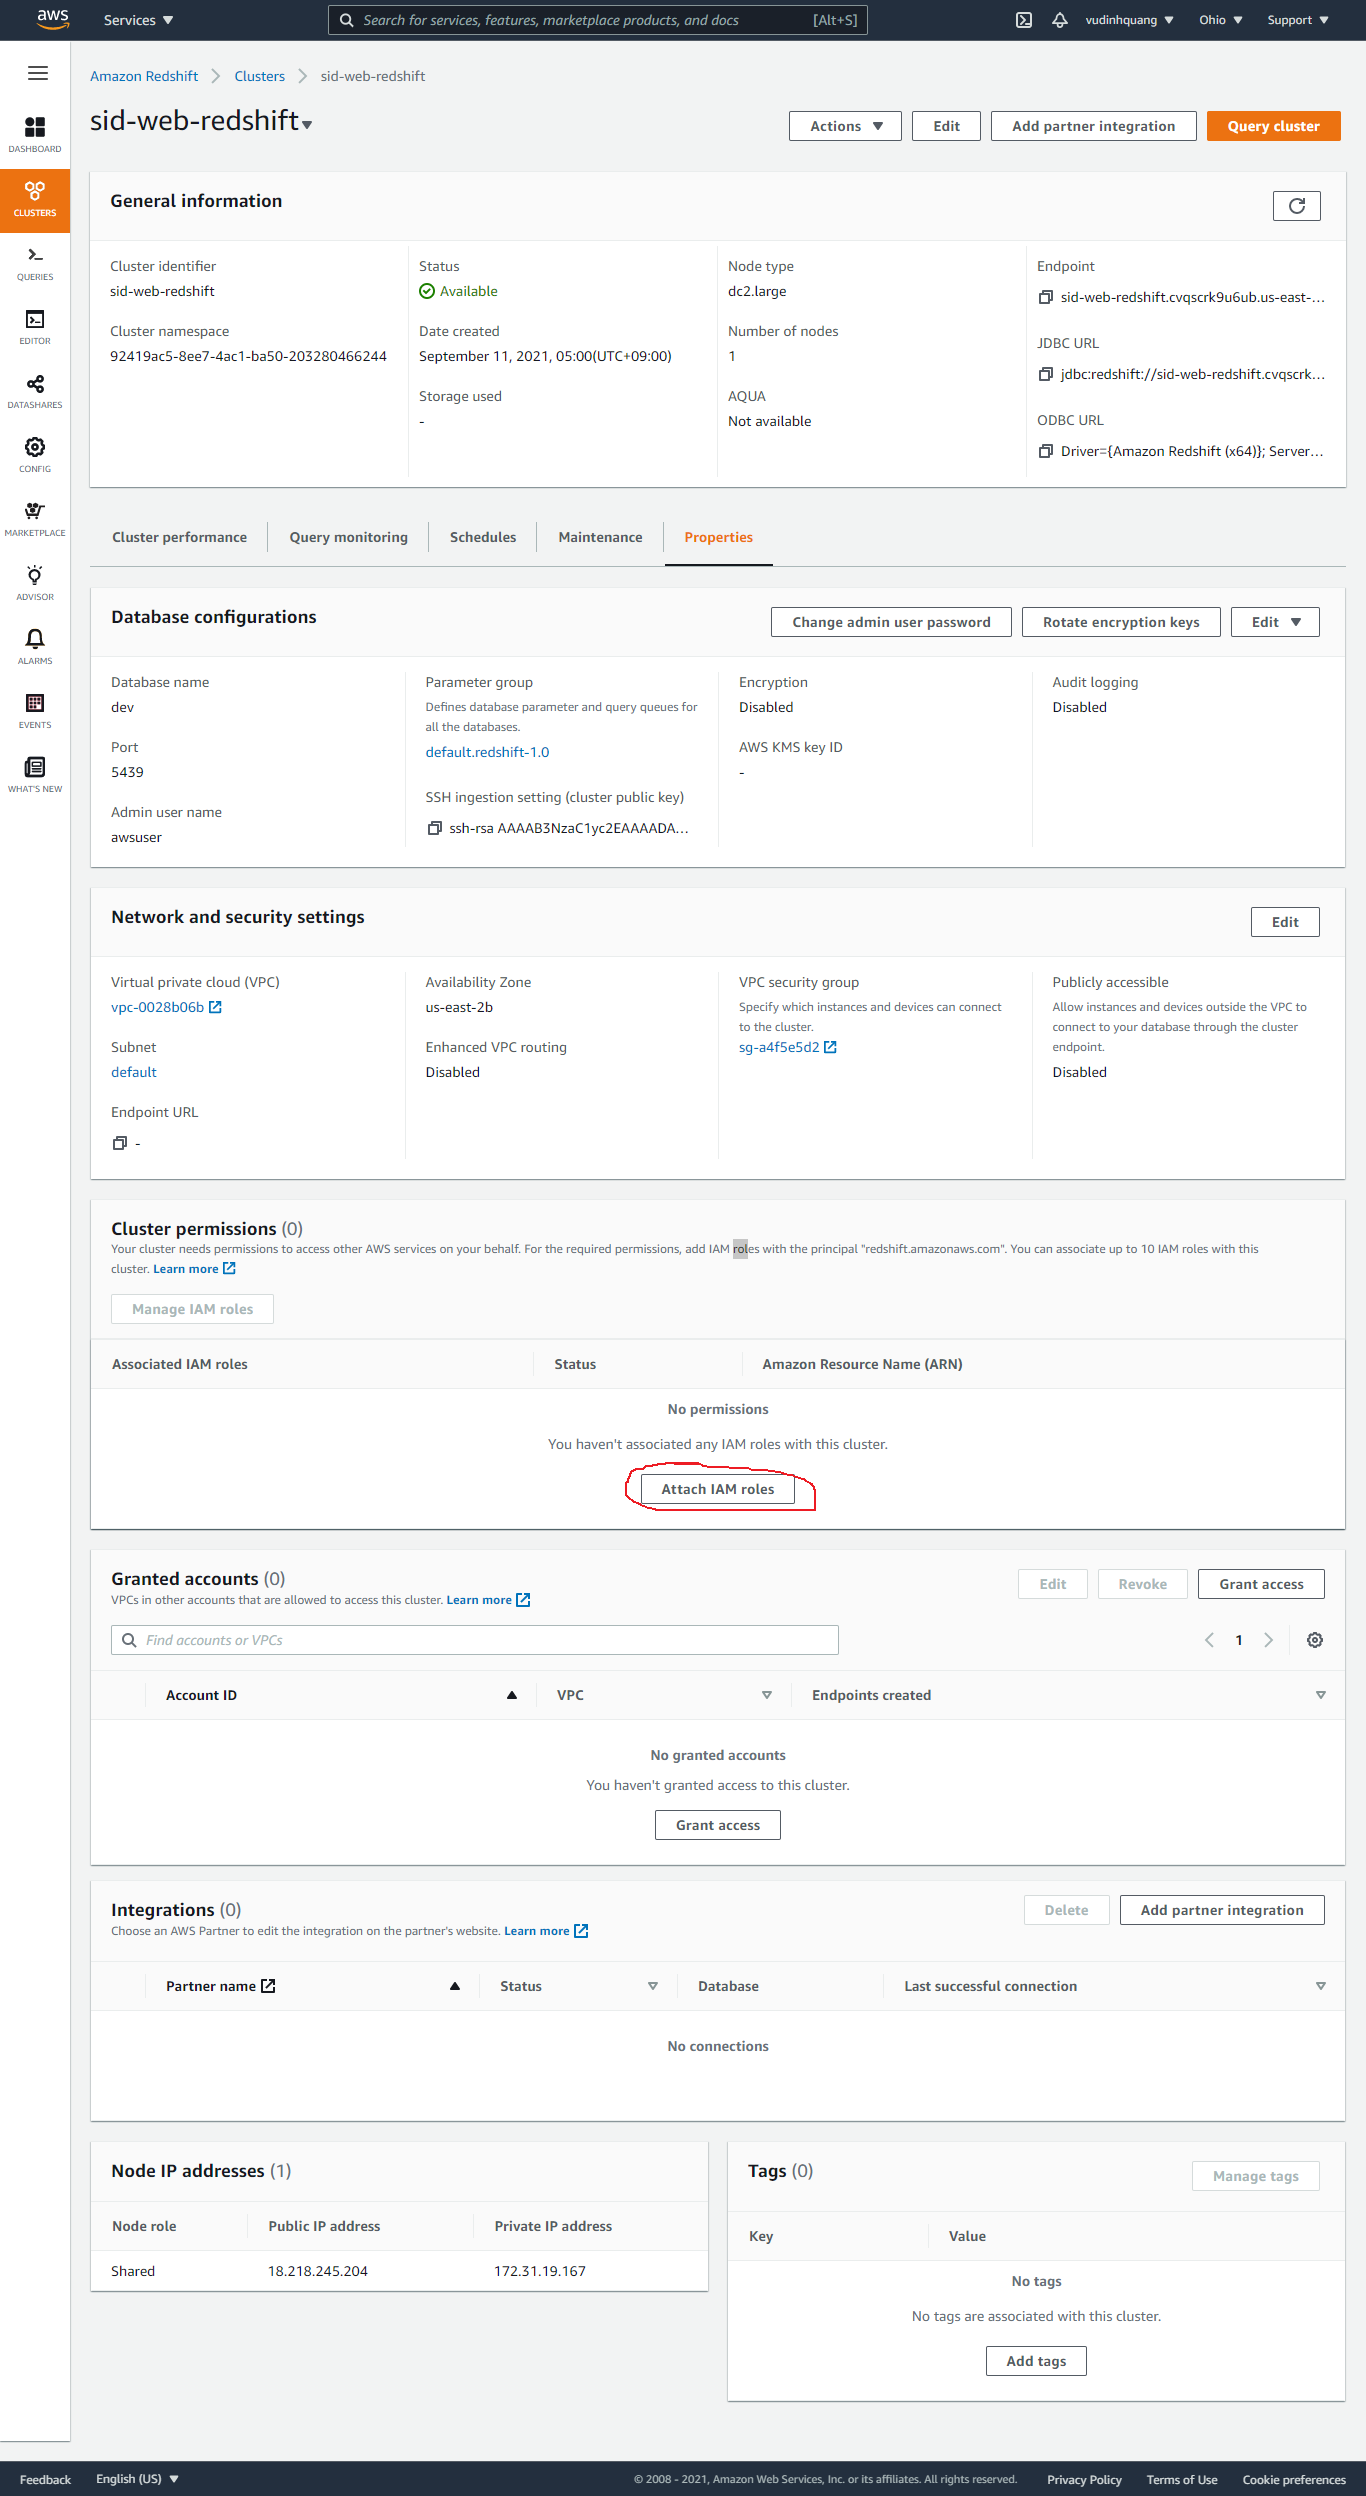 aws Services Search for services, features, marketplace products, and docs [Alt+S] vudinhquang Ohio Support
Amazon Redshift Clusters sid-web-redshift
sid-web-redshift
Actions Edit Add partner integration Query cluster
DASHBOARD
CLUSTERS
QUERIES
EDITOR
DATASHARES
CONFIG
MARKETPLACE
ADVISOR
ALARMS
EVENTS
WHAT'S NEW
General information
Cluster identifier
sid-web-redshift
Cluster namespace
92419ac5-8ee7-4ac1-ba50-203280466244
Status
Available
Date created
September 11, 2021, 05:00(UTC+09:00)
Storage used
-
Node type
dc2.large
Number of nodes
1
AQUA
Not available
Endpoint
sid-web-redshift.cvqscrk9u6ub.us-east-...
JDBC URL
jdbc:redshift://sid-web-redshift.cvqscrk...
ODBC URL
Driver={Amazon Redshift (x64)}; Server...
Cluster performance Query monitoring Schedules Maintenance Properties
Database configurations
Change admin user password Rotate encryption keys Edit
Database name
dev
Port
5439
Admin user name
awsuser
Parameter group
Defines database parameter and query queues for
all the databases.
default.redshift-1.0
SSH ingestion setting (cluster public key)
ssh-rsa AAAAB3NzaC1yc2EAAAADA...
Encryption
Disabled
AWS KMS key ID
-
Audit logging
Disabled
Network and security settings
Edit
Virtual private cloud (VPC)
vpc-0028b06b
Subnet
default
Endpoint URL
-
Availability Zone
us-east-2b
Enhanced VPC routing
Disabled
VPC security group
Specify which instances and devices can connect
to the cluster.
sg-a4f5e5d2
Publicly accessible
Allow instances and devices outside the VPC to
connect to your database through the cluster
endpoint.
Disabled
Cluster permissions (0)
Your cluster needs permissions to access other AWS services on your behalf. For the required permissions, add IAM roles with the principal "redshift.amazonaws.com". You can associate up to 10 IAM roles with this
cluster. Learn more
Manage IAM roles
Associated IAM roles Status Amazon Resource Name (ARN)
No permissions
You haven't associated any IAM roles with this cluster.
Attach IAM roles
Granted accounts (0)
VPCs in other accounts that are allowed to access this cluster. Learn more
Edit Revoke Grant access
Find accounts or VPCs
1
Account ID VPC Endpoints created
No granted accounts
You haven't granted access to this cluster.
Grant access
Integrations (0)
Choose an AWS Partner to edit the integration on the partner's website. Learn more
Delete Add partner integration
Partner name Status Database Last successful connection
No connections
Node IP addresses (1)
Node role Public IP address Private IP address
Shared 18.218.245.204 172.31.19.167
Tags (0)
Manage tags
Key Value
No tags
No tags are associated with this cluster.
Add tags
Feedback English (US) © 2008 - 2021, Amazon Web Services, Inc. or its affiliates. All rights reserved. Privacy Policy Terms of Use Cookie preferences